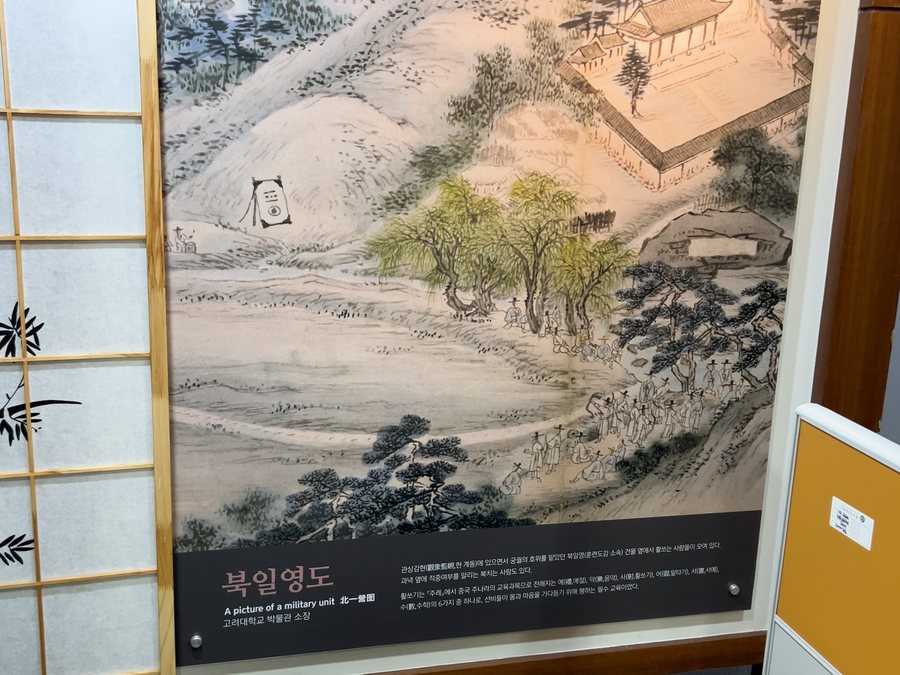 북일영도
A picture of a military unit 北一營圖
고려대학교 박물관 소장
관상감현(觀象監峴, 현 계동)에 있으면서 궁궐의 호위를 맡았던 북일영(훈련도감 소속) 건물 옆에서 활쏘는 사람들이 모여 있다.
과녁 옆에 적중여부를 알리는 북치는 사람도 있다.
활쏘기는 『주례』에서 중국 주나라의 교육과목으로 전해지는 예(禮,예절), 악(樂,음악), 사(射,활쏘기), 어(御,말타기), 서(書,서예),
수(數,수학)의 6가지 중 하나로, 선비들이 몸과 마음을 가다듬기 위해 행하는 필수 교육이었다.